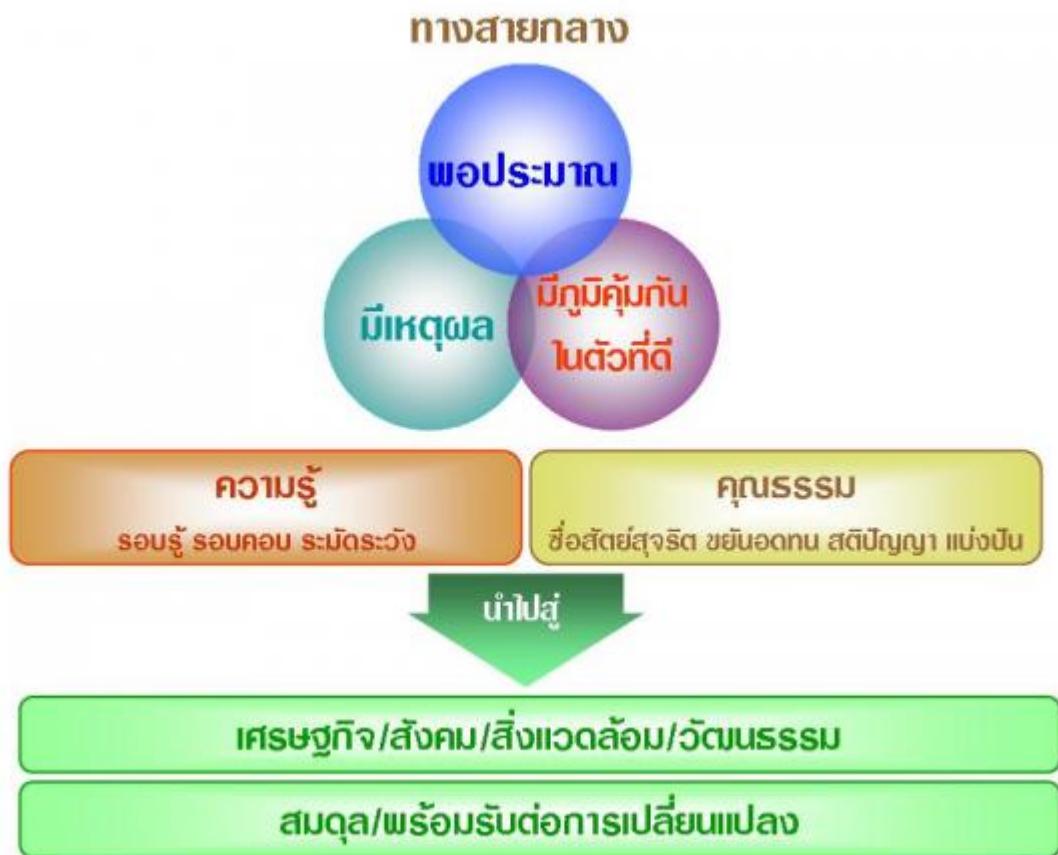 ทางสายกลาง
พอประมาณ
มีเหตุผล
มีภูมิคุ้มกัน
ในตัวที่ดี
ความรู้
รอบรู้ รอบคอบ ระมัดระวัง
คุณธรรม
ซื่อสัตย์สุจริต ขยันอดทน สติปัญญา แบ่งปัน
นำไปสู่
เศรษฐกิจ/สังคม/สิ่งแวดล้อม/วัฒนธรรม
สมดุล/พร้อมรับต่อการเปลี่ยนแปลง